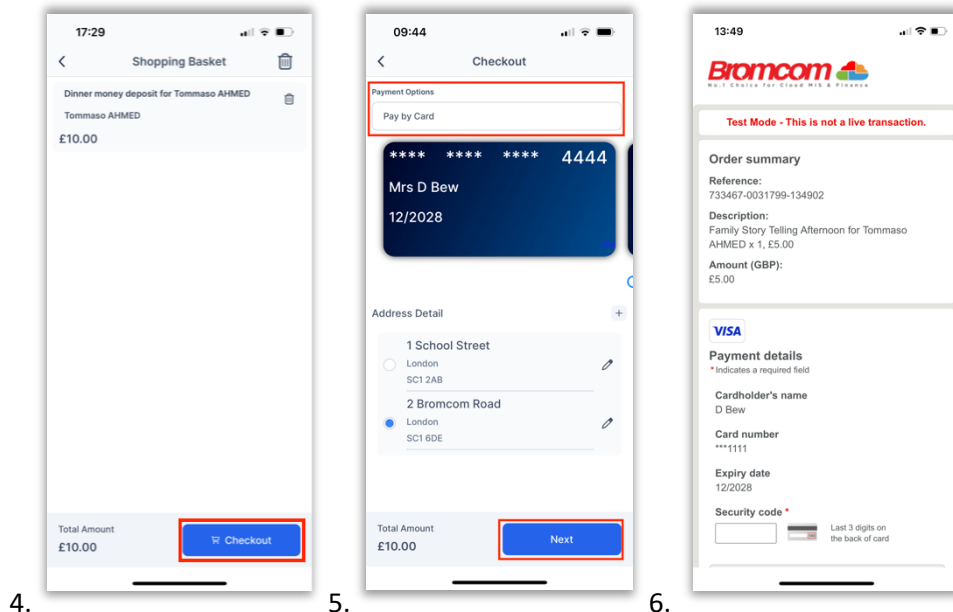 17:29
Shopping Basket
Dinner money deposit for Tommaso AHMED
Tommaso AHMED
£10.00
Total Amount
£10.00
Checkout
4.
09:44
Checkout
Payment Options
Pay by Card
**** **** **** 4444
Mrs D Bew
12/2028
Address Detail
+
1 School Street
London
SC1 2AB
2 Bromcom Road
London
SC1 6DE
Total Amount
£10.00
Next
5.
13:49
Bromcom
No.1 Choice for Cloud MIS & Finance
Test Mode - This is not a live transaction.
Order summary
Reference:
733467-0031799-134902
Description:
Family Story Telling Afternoon for Tommaso
AHMED x 1, £5.00
Amount (GBP):
£5.00
VISA
Payment details
* Indicates a required field
Cardholder's name
D Bew
Card number
***1111
Expiry date
12/2028
Security code *
Last 3 digits on
the back of card
6.